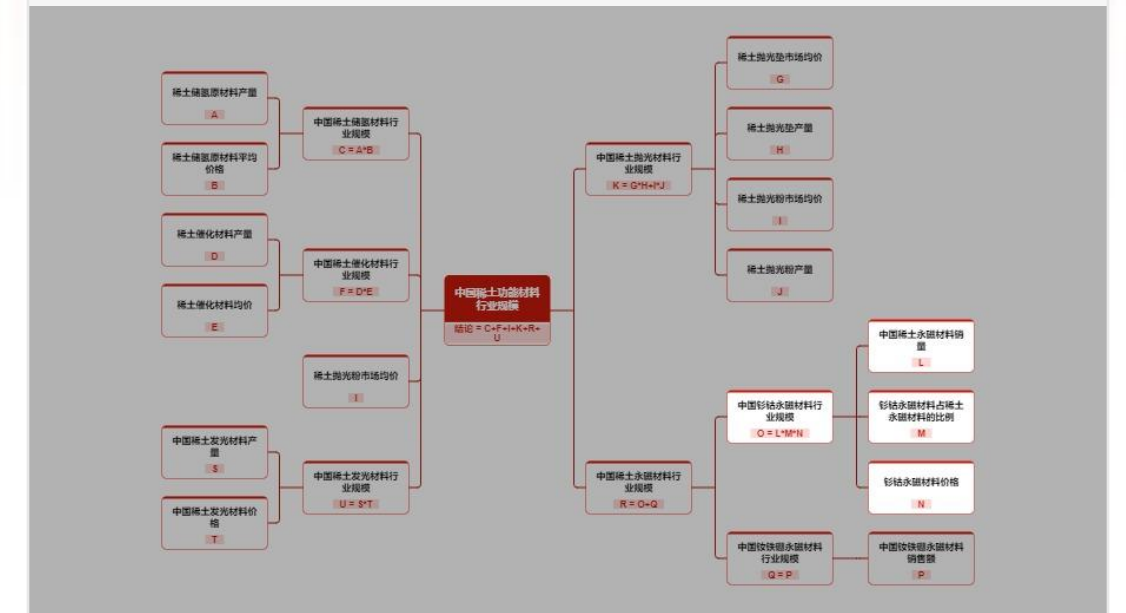 稀土储氢原材料产量
A
稀土储氢原材料平均
价格
B
中国稀土储氢材料行
业规模
C = A*B
稀土催化材料产量
D
稀土催化材料均价
E
中国稀土催化材料行
业规模
F = D*E
稀土抛光粉市场均价
I
中国稀土发光材料产
量
S
中国稀土发光材料价
格
T
中国稀土发光材料行
业规模
U = S*T
中国稀土功能材料
行业规模
结论 = C+F+I+K+R+
U
中国稀土抛光材料行
业规模
K = G*H+I*J
稀土抛光垫市场均价
G
稀土抛光垫产量
H
稀土抛光粉市场均价
I
稀土抛光粉产量
J
中国稀土永磁材料行
业规模
R = O+Q
中国钐钴永磁材料行
业规模
O = L*M*N
中国稀土永磁材料销
量
L
钐钴永磁材料占稀土
永磁材料的比例
M
钐钴永磁材料价格
N
中国钕铁硼永磁材料
行业规模
Q = P
中国钕铁硼永磁材料
销售额
P